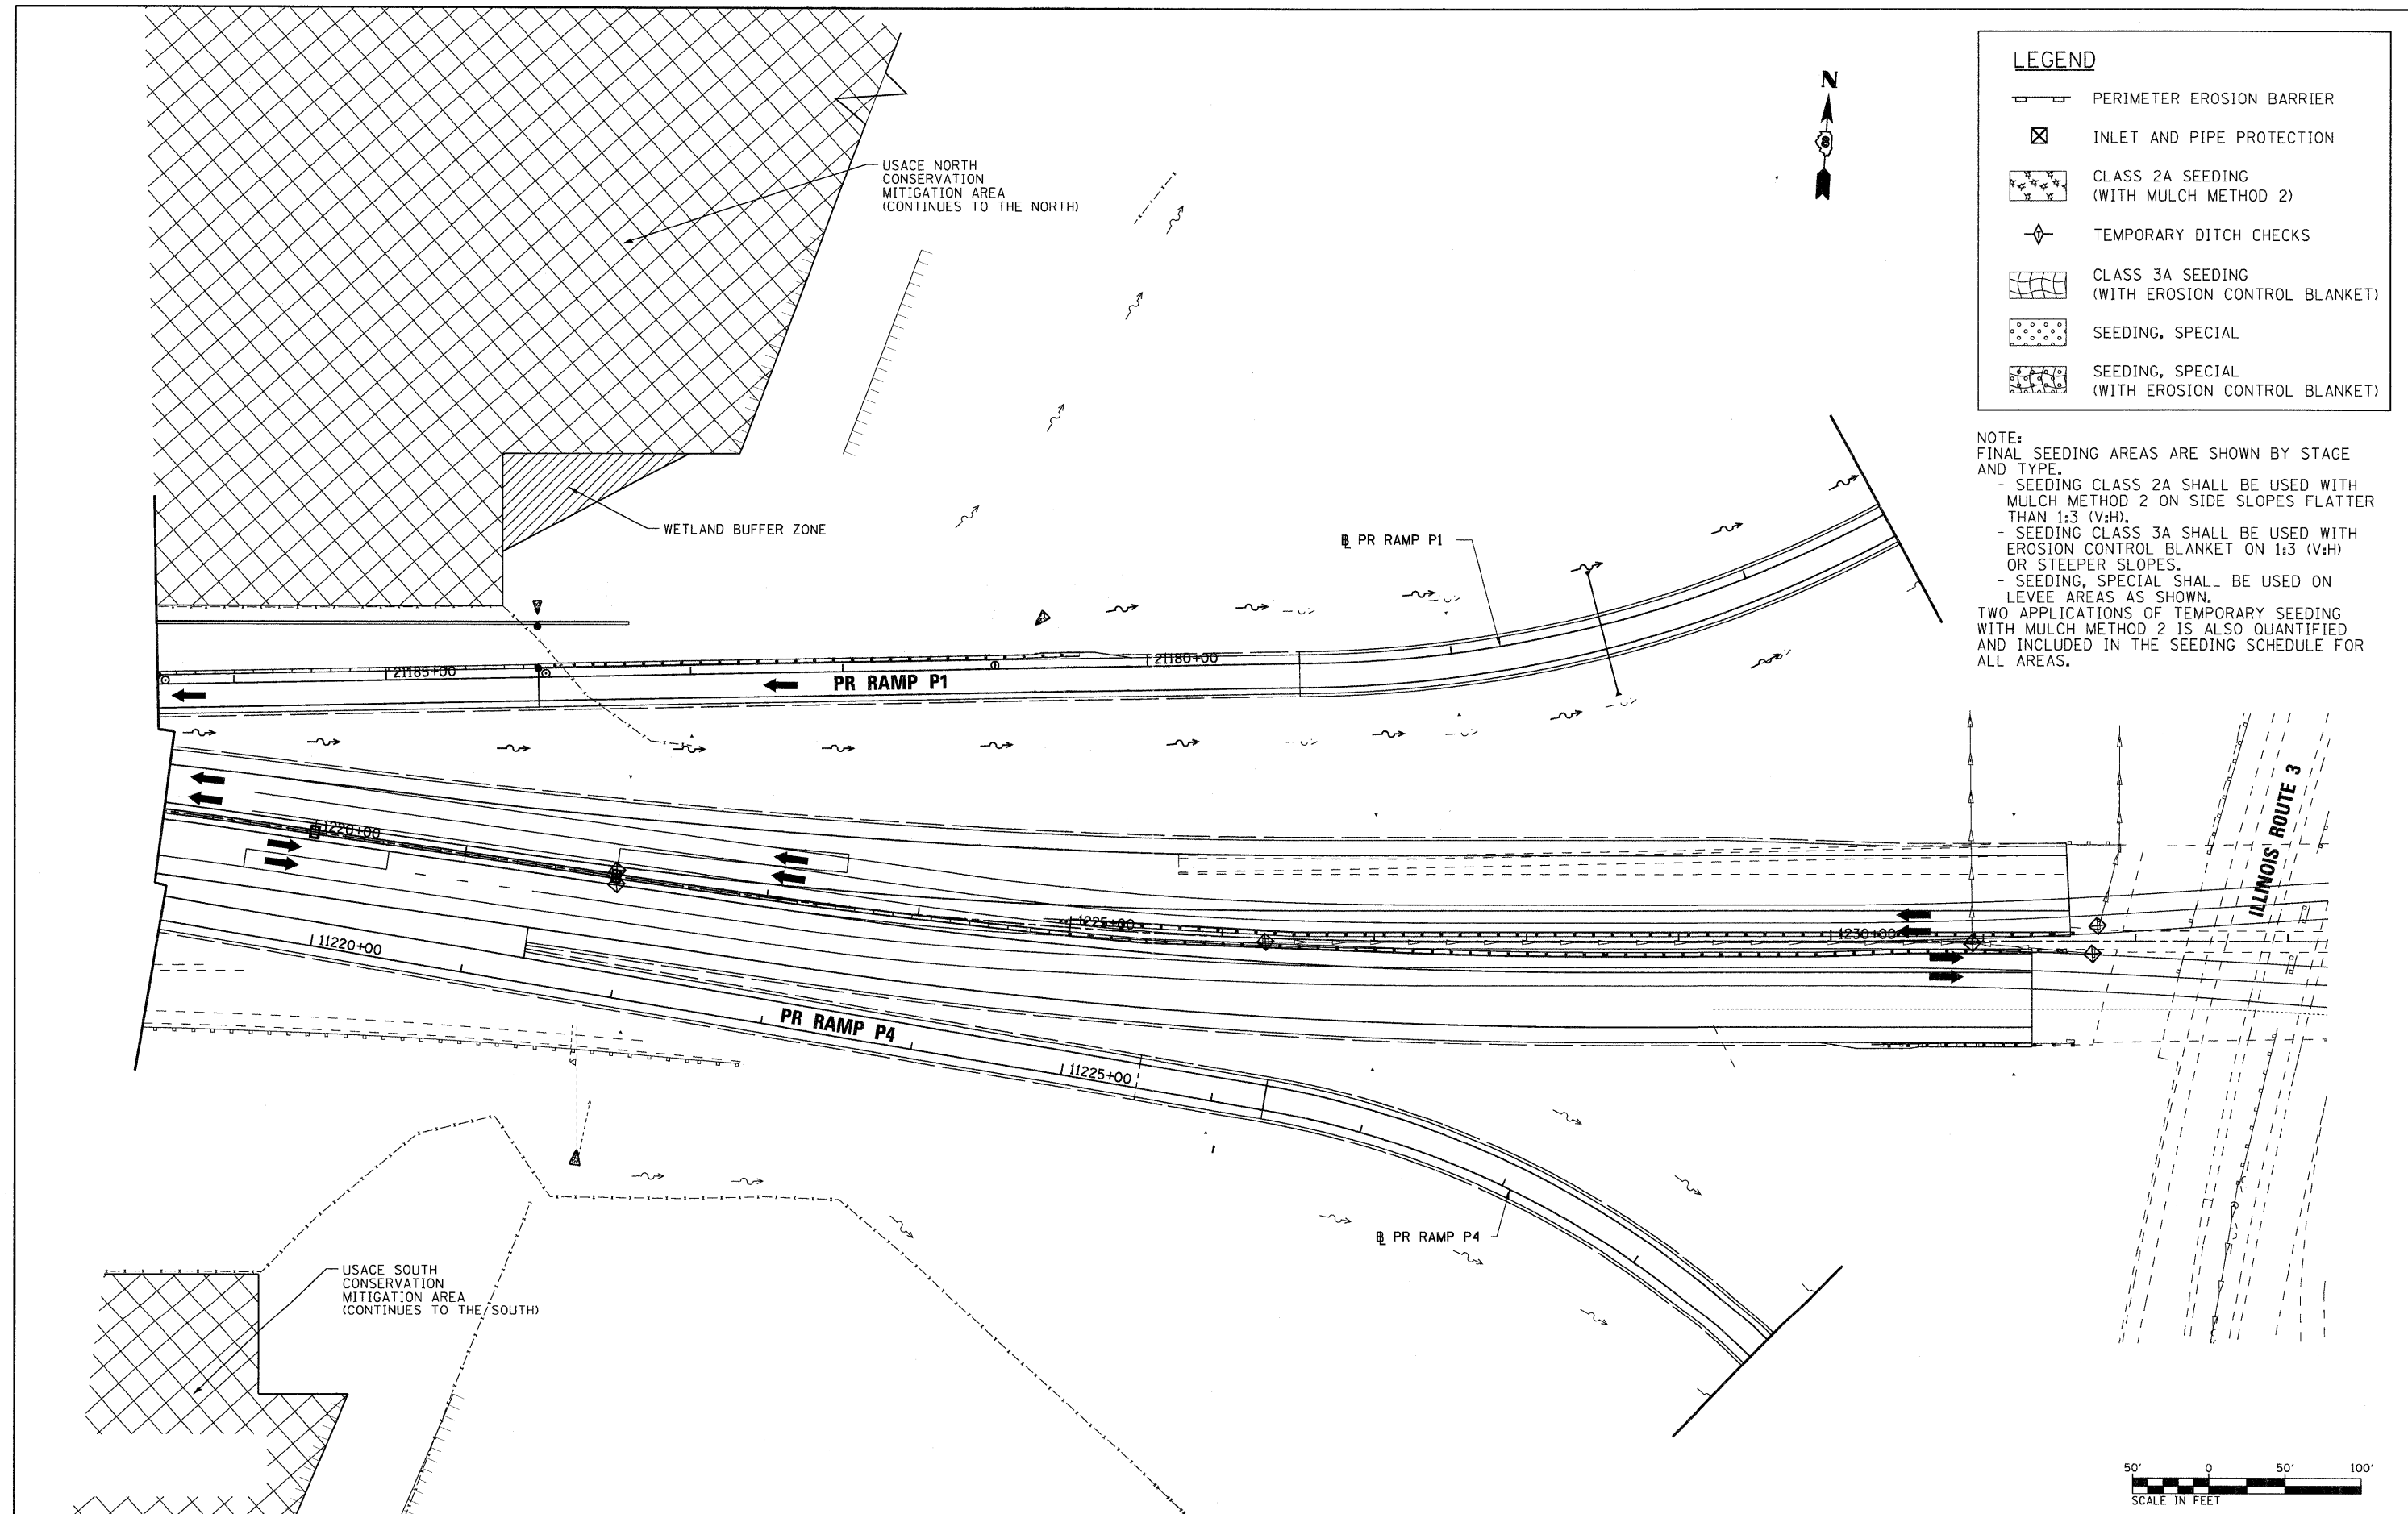 LEGEND
PERIMETER EROSION BARRIER
INLET AND PIPE PROTECTION
CLASS 2A SEEDING
(WITH MULCH METHOD 2)
TEMPORARY DITCH CHECKS
CLASS 3A SEEDING
(WITH EROSION CONTROL BLANKET)
SEEDING, SPECIAL
SEEDING, SPECIAL
(WITH EROSION CONTROL BLANKET)
NOTE:
FINAL SEEDING AREAS ARE SHOWN BY STAGE
AND TYPE.
- SEEDING CLASS 2A SHALL BE USED WITH
MULCH METHOD 2 ON SIDE SLOPES FLATTER
THAN 1:3 (V:H).
- SEEDING CLASS 3A SHALL BE USED WITH
EROSION CONTROL BLANKET ON 1:3 (V:H)
OR STEEPER SLOPES.
- SEEDING, SPECIAL SHALL BE USED ON
LEVEE AREAS AS SHOWN.
TWO APPLICATIONS OF TEMPORARY SEEDING
WITH MULCH METHOD 2 IS ALSO QUANTIFIED
AND INCLUDED IN THE SEEDING SCHEDULE FOR
ALL AREAS.
N
USACE NORTH
CONSERVATION
MITIGATION AREA
(CONTINUES TO THE NORTH)
WETLAND BUFFER ZONE
℄ PR RAMP P1
21185+00
21180+00
PR RAMP P1
ILLINOIS ROUTE 3
1220+00
1225+00
1230+00
11220+00
PR RAMP P4
11225+00
℄ PR RAMP P4
USACE SOUTH
CONSERVATION
MITIGATION AREA
(CONTINUES TO THE SOUTH)
50' 0 50' 100'
SCALE IN FEET